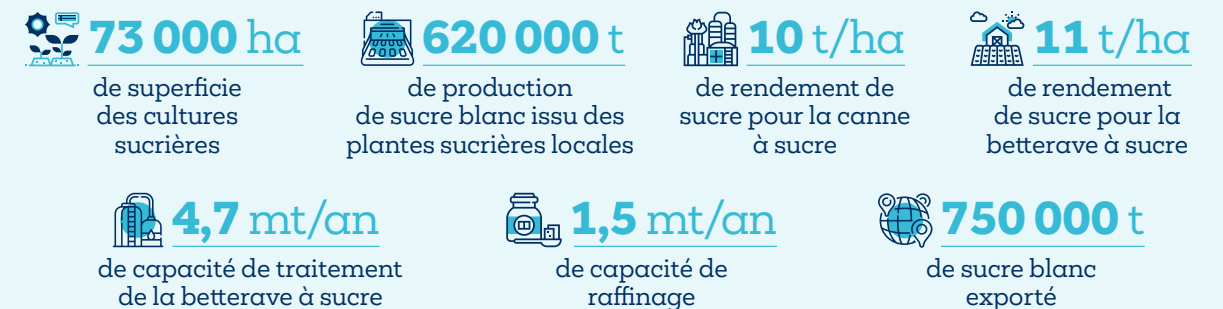 73 000 ha
de superficie
des cultures
sucrières
620 000 t
de production
de sucre blanc issu des
plantes sucrières locales
10 t/ha
de rendement de
sucre pour la canne
à sucre
11 t/ha
de rendement
de sucre pour la
betterave à sucre
4,7 mt/an
de capacité de traitement
de la betterave à sucre
1,5 mt/an
de capacité de
raffinage
750 000 t
de sucre blanc
exporté